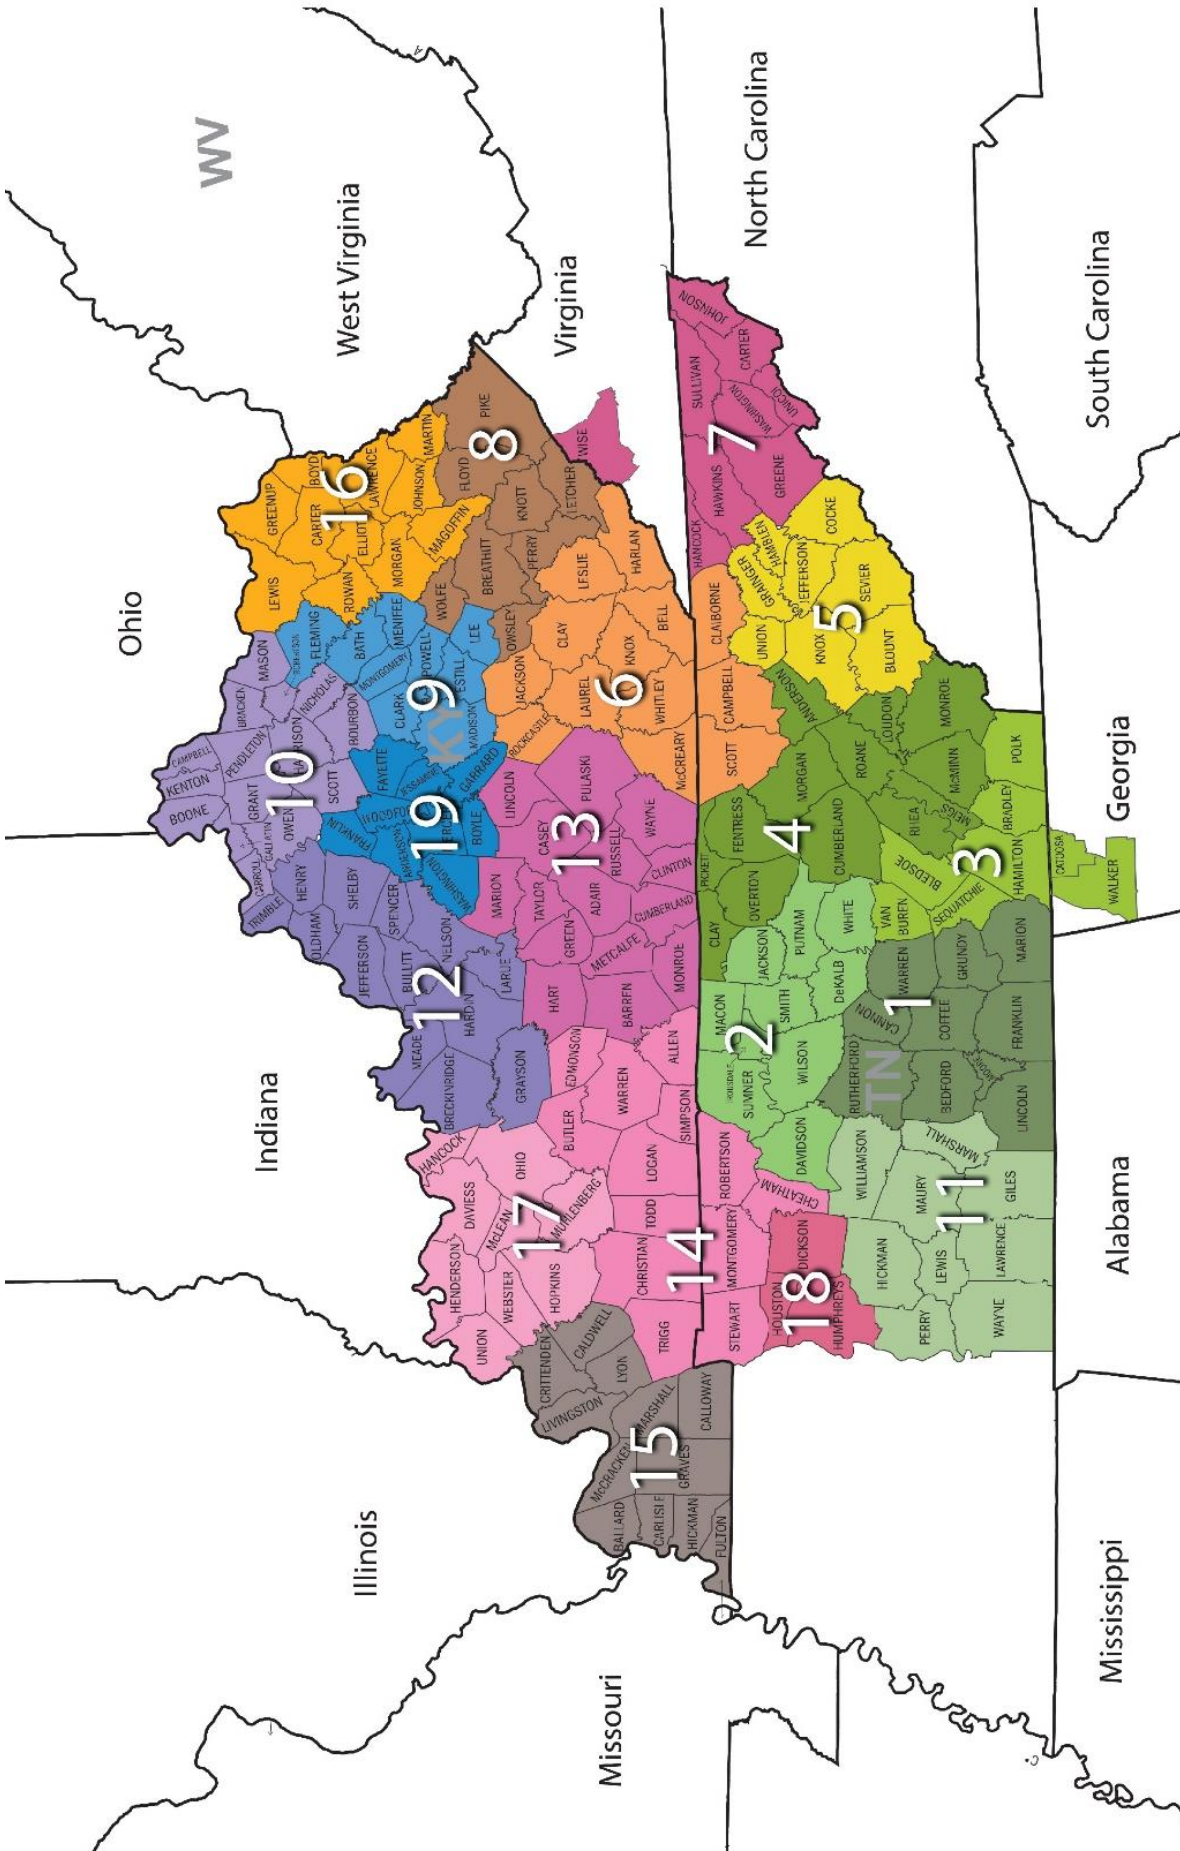 WV
Ohio
West Virginia
Virginia
North Carolina
South Carolina
Georgia
Alabama
Mississippi
Missouri
Illinois
Indiana
KY
TN
10
BOONE
KENTON
CAMPBELL
GALLATIN
GRANT
PENDLETON
BRACKEN
MASON
CARROLL
OWEN
HARRISON
NICHOLAS
SCOTT
BOURBON
16
LEWIS
GREENUP
CARTER
BOYD
ROWAN
ELLIOTT
LAWRENCE
MORGAN
JOHNSON
MARTIN
MAGOFFIN
9
ROBERTSON
FLEMING
BATH
MENIFEE
MONTGOMERY
CLARK
POWELL
MADISON
ESTILL
LEE
19
FRANKLIN
FAYETTE
WOODFORD
JESSAMINE
ANDERSON
MERCER
GARRARD
WASHINGTON
BOYLE
12
TRIMBLE
HENRY
OLDHAM
SHELBY
JEFFERSON
SPENCER
BULLITT
NELSON
MEADE
HARDIN
LARUE
BRECKINRIDGE
GRAYSON
8
WOLFE
FLOYD
PIKE
BREATHITT
KNOTT
OWSLEY
PERRY
LETCHER
6
JACKSON
ROCKCASTLE
LAUREL
CLAY
LESLIE
KNOX
HARLAN
WHITLEY
BELL
McCREARY
SCOTT
CAMPBELL
CLAIBORNE
13
MARION
LINCOLN
CASEY
TAYLOR
PULASKI
GREEN
ADAIR
RUSSELL
HART
METCALFE
WAYNE
BARREN
CUMBERLAND
CLINTON
MONROE
17
HANCOCK
DAVIESS
HENDERSON
UNION
WEBSTER
McLEAN
OHIO
HOPKINS
MUHLENBERG
14
BUTLER
EDMONSON
WARREN
ALLEN
SIMPSON
LOGAN
TODD
CHRISTIAN
TRIGG
STEWART
MONTGOMERY
ROBERTSON
CHEATHAM
15
CRITTENDEN
LIVINGSTON
CALDWELL
LYON
McCRACKEN
BALLARD
MARSHALL
CARLISLE
GRAVES
CALLOWAY
HICKMAN
FULTON
7
WISE
HANCOCK
HAWKINS
SULLIVAN
JOHNSON
GREENE
WASHINGTON
CARTER
UNICOI
5
UNION
GRAINGER
HAMBLEN
KNOX
JEFFERSON
COCKE
SEVIER
BLOUNT
4
CLAY
PICKETT
OVERTON
FENTRESS
MORGAN
ANDERSON
CUMBERLAND
ROANE
LOUDON
RHEA
MEIGS
McMINN
MONROE
3
VAN
BUREN
BLEDSOE
SEQUATCHIE
HAMILTON
BRADLEY
POLK
CATOOSA
WALKER
2
MACON
TROUSDALE
SUMNER
JACKSON
SMITH
PUTNAM
WHITE
DeKALB
WILSON
DAVIDSON
1
RUTHERFORD
CANNON
WARREN
BEDFORD
COFFEE
GRUNDY
MOORE
LINCOLN
FRANKLIN
MARION
18
HOUSTON
HUMPHREYS
DICKSON
11
HICKMAN
WILLIAMSON
PERRY
LEWIS
MAURY
MARSHALL
WAYNE
LAWRENCE
GILES